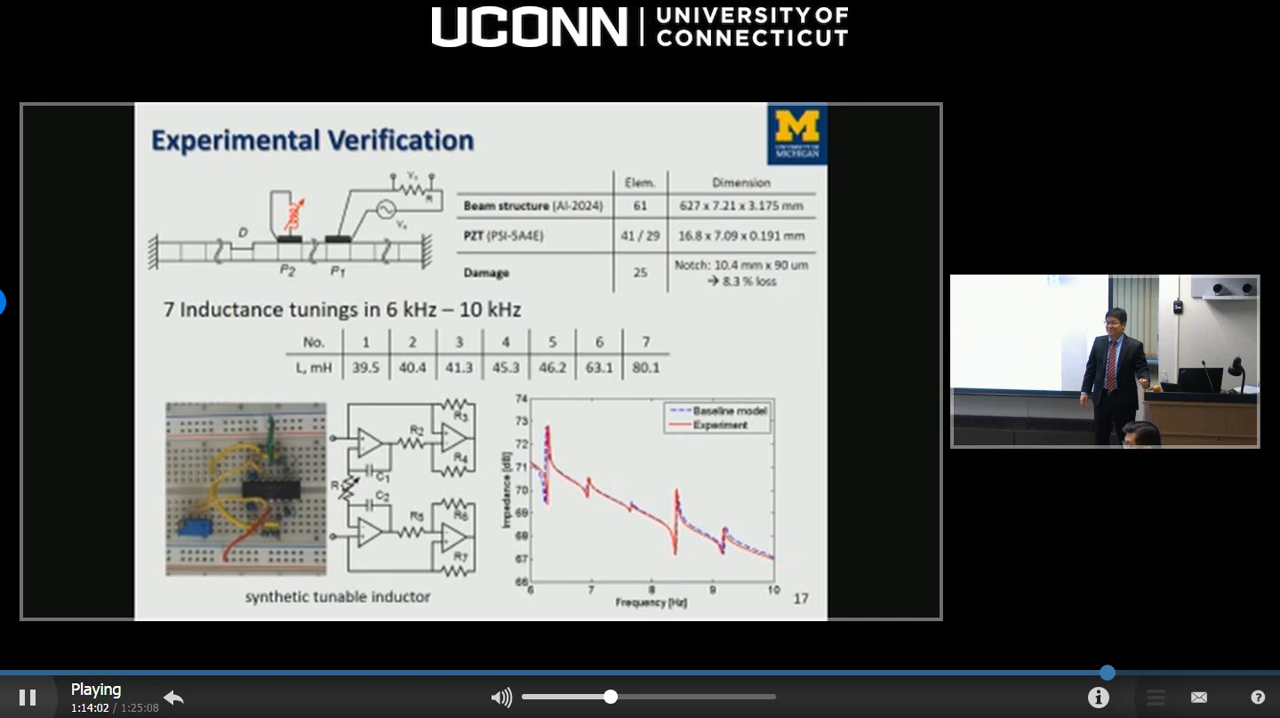 UCONN
UNIVERSITY OF
CONNECTICUT
Experimental Verification
M
UNIVERSITY OF
MICHIGAN
D
P2
P1
Vo
R
Elem.
Dimension
Beam structure (Al-2024)
61
627 x 7.21 x 3.175 mm
PZT (PSI-5A4E)
41 / 29
16.8 x 7.09 x 0.191 mm
Damage
25
Notch: 10.4 mm x 90 um
→ 8.3 % loss
7 Inductance tunings in 6 kHz – 10 kHz
No. 1 2 3 4 5 6 7
L, mH 39.5 40.4 41.3 45.3 46.2 63.1 80.1
R3
R2
R4
C1
R
C2
R5
R6
R7
synthetic tunable inductor
Baseline model
Experiment
Impedance [dB]
74
73
72
71
70
69
68
67
66
6 7 8 9 10
Frequency [Hz]
17
Playing
1:14:02 / 1:25:08